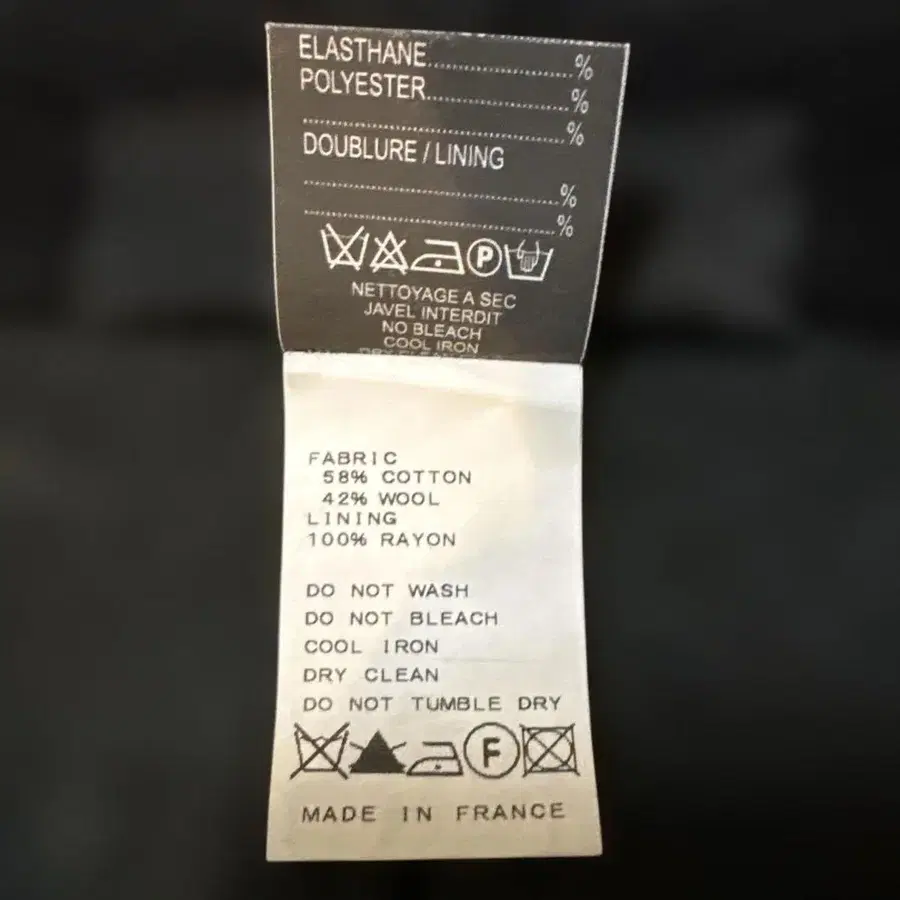 ELASTHANE..................%
POLYESTER..................%
..................................%
DOUBLURE / LINING
..................................%
..................................%
P
NETTOYAGE A SEC
JAVEL INTERDIT
NO BLEACH
COOL IRON
FABRIC
58% COTTON
42% WOOL
LINING
100% RAYON
DO NOT WASH
DO NOT BLEACH
COOL IRON
DRY CLEAN
DO NOT TUMBLE DRY
F
MADE IN FRANCE